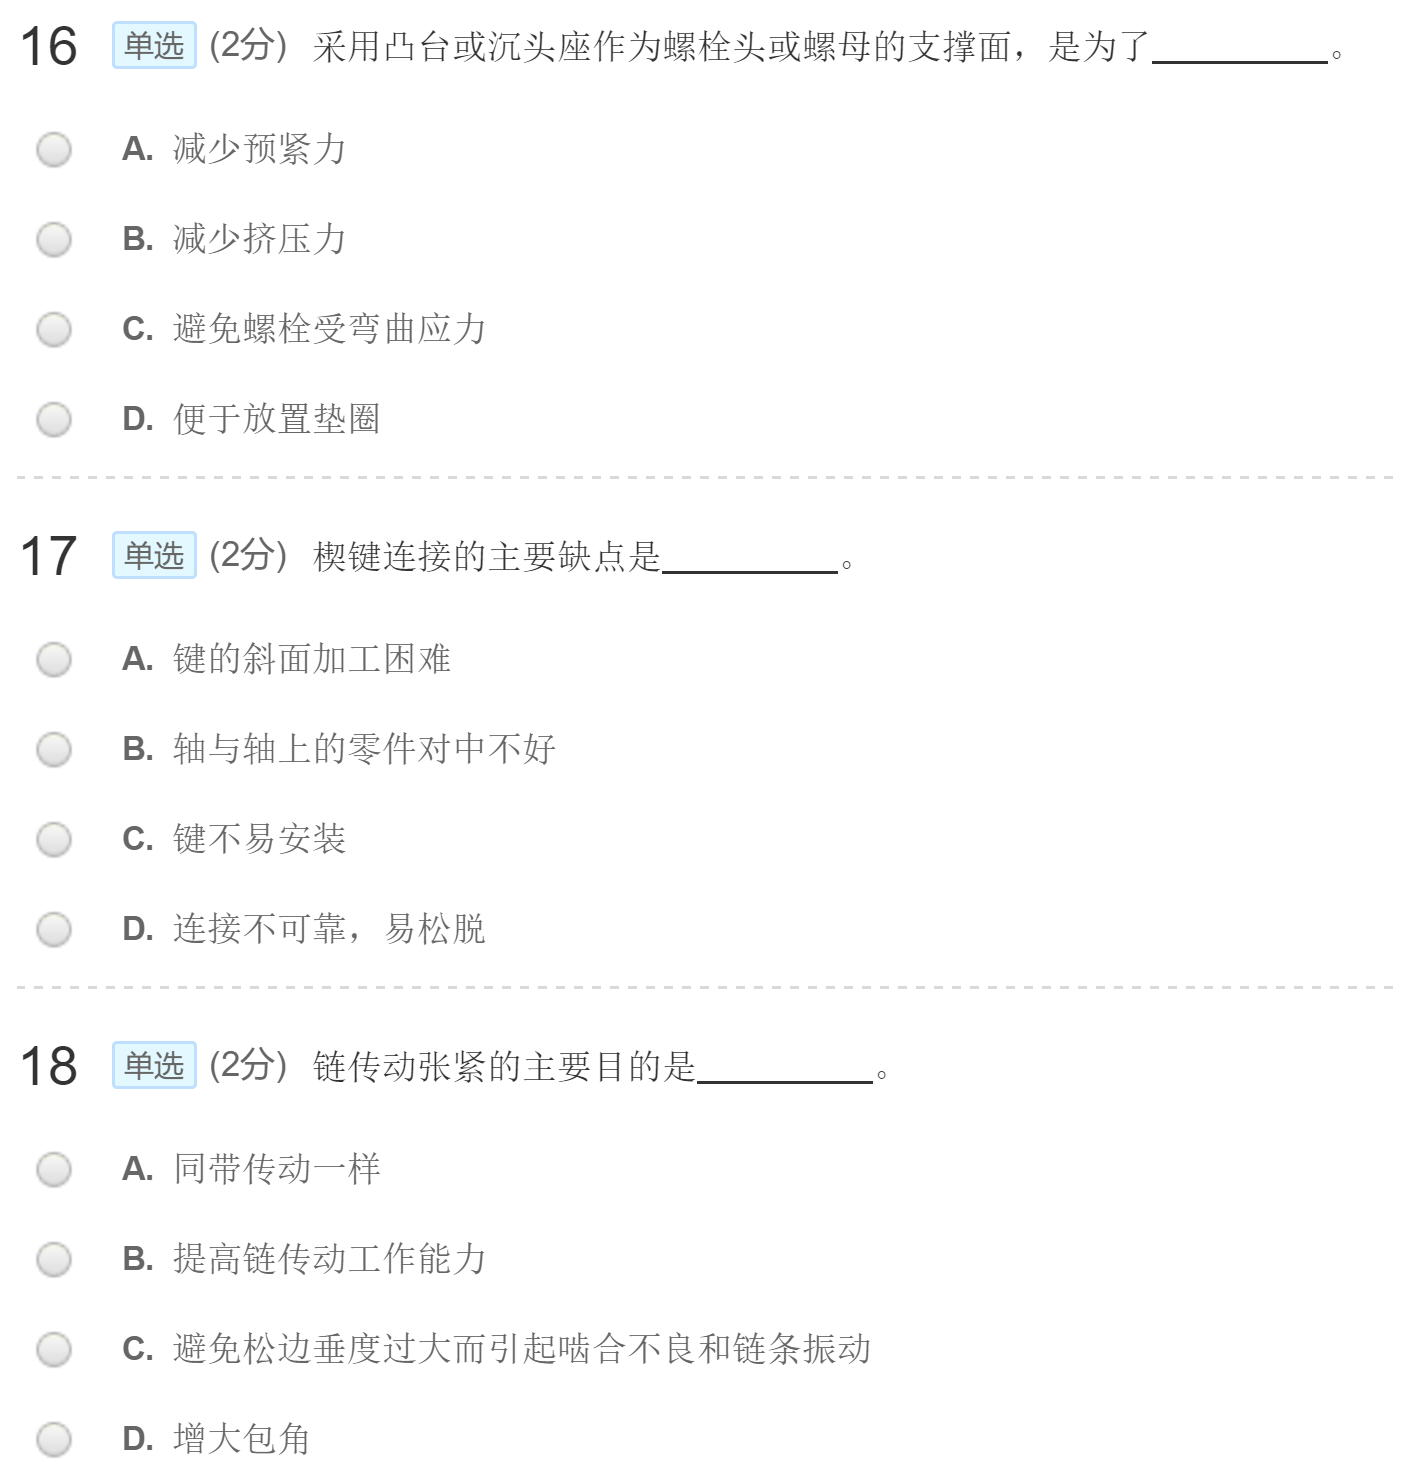 16 单选 (2分) 采用凸台或沉头座作为螺栓头或螺母的支撑面，是为了__________。
A. 减少预紧力
B. 减少挤压力
C. 避免螺栓受弯曲应力
D. 便于放置垫圈
17 单选 (2分) 楔键连接的主要缺点是__________。
A. 键的斜面加工困难
B. 轴与轴上的零件对中不好
C. 键不易安装
D. 连接不可靠，易松脱
18 单选 (2分) 链传动张紧的主要目的是__________。
A. 同带传动一样
B. 提高链传动工作能力
C. 避免松边垂度过大而引起啮合不良和链条振动
D. 增大包角